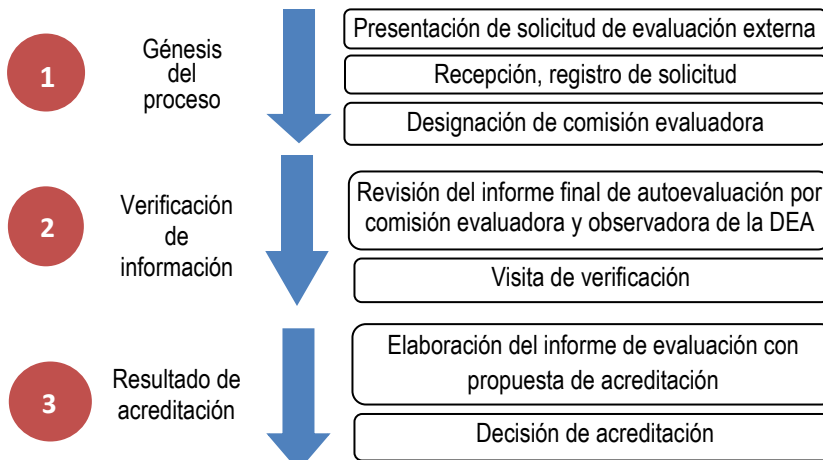 1
Génesis
del
proceso
Presentación de solicitud de evaluación externa
Recepción, registro de solicitud
Designación de comisión evaluadora
2
Verificación
de
información
Revisión del informe final de autoevaluación por
comisión evaluadora y observadora de la DEA
Visita de verificación
3
Resultado de
acreditación
Elaboración del informe de evaluación con
propuesta de acreditación
Decisión de acreditación